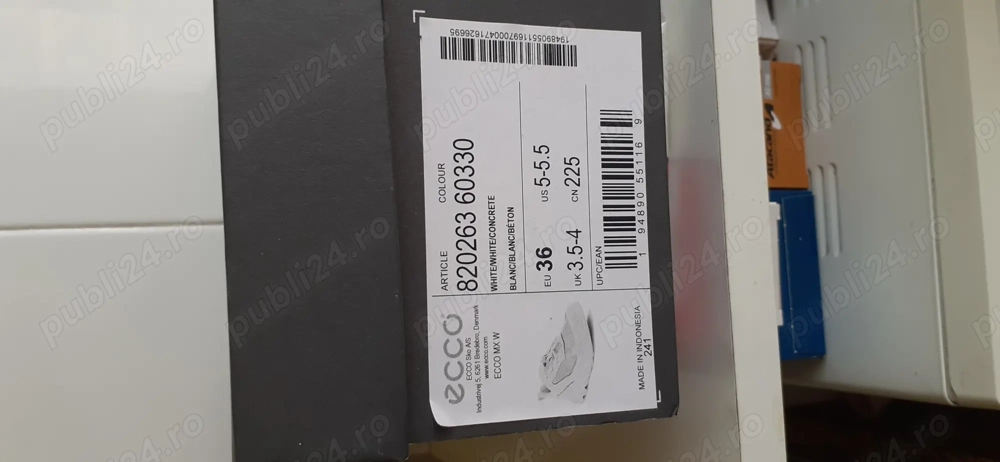 ecco
ECCO Sko A/S
Industrivej 5, 6261 Bredebro, Denmark
www.ecco.com
ECCO MX W
MADE IN INDONESIA
241
ARTICLE COLOUR
820263 60330
WHITE/WHITE/CONCRETE
BLANC/BLANC/BÉTON
EU 36 US 5-5.5
UK 3.5-4 CN 225
UPC/EAN
1 94890 55116 9
1948905511697000471626695
Atacand
publi24.ro